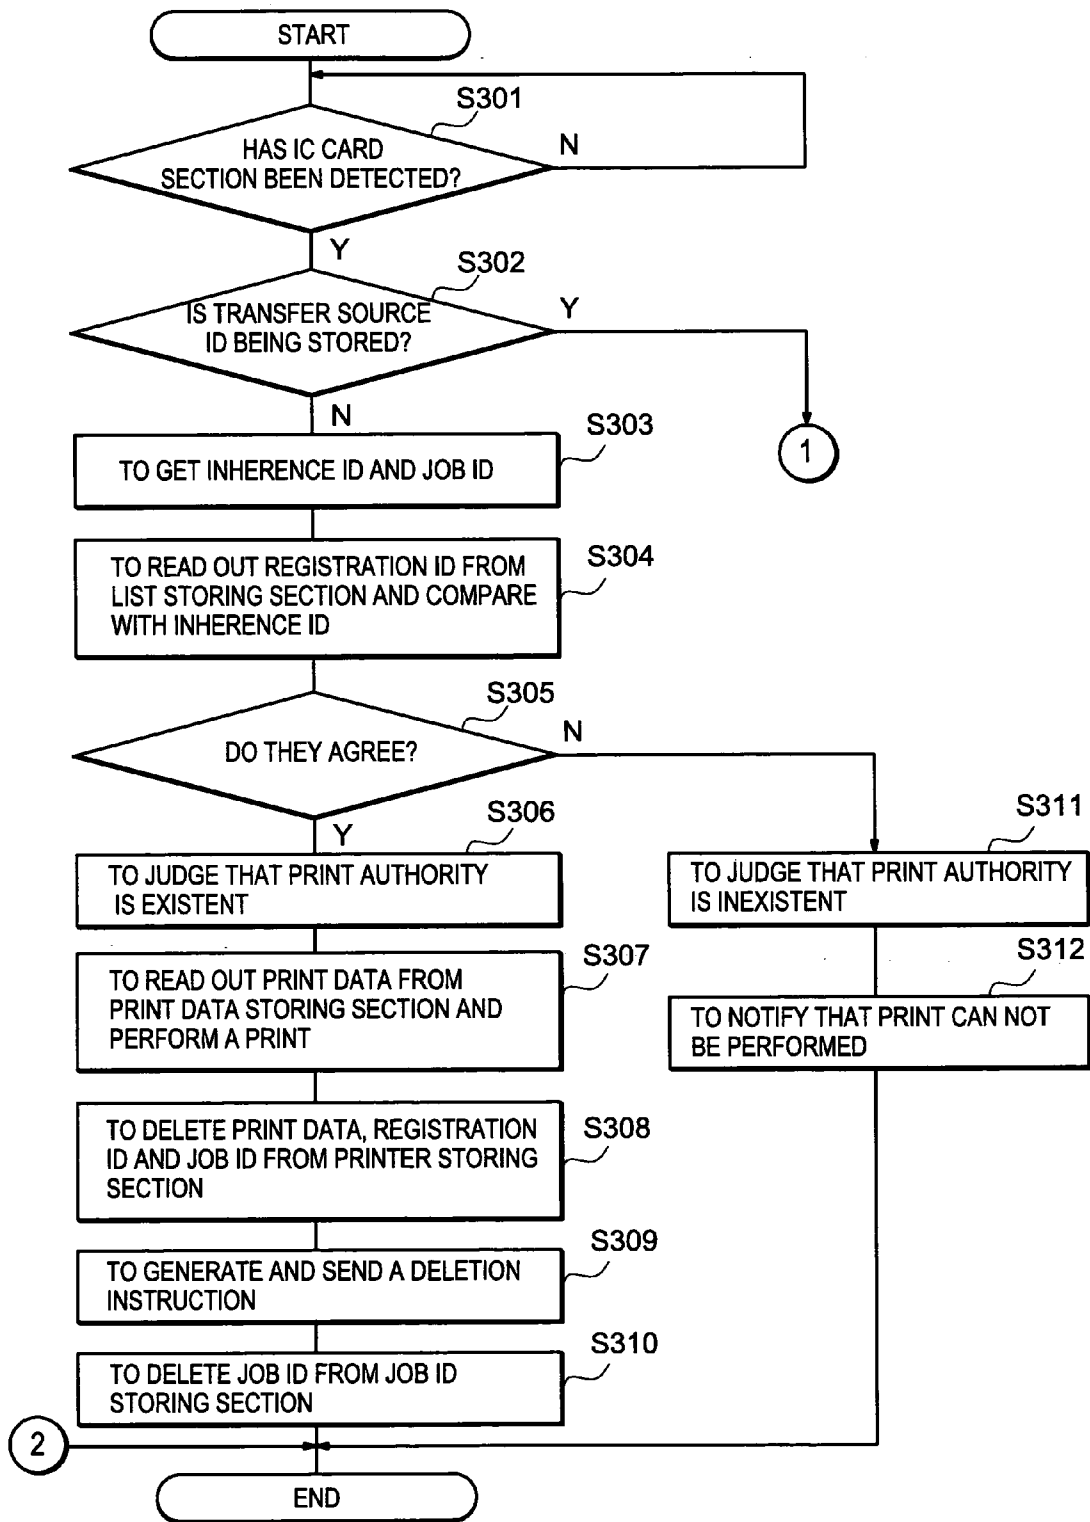 START
S301
HAS IC CARD
SECTION BEEN DETECTED?
N
Y
S302
IS TRANSFER SOURCE
ID BEING STORED?
Y
N
1
S303
TO GET INHERENCE ID AND JOB ID
S304
TO READ OUT REGISTRATION ID FROM
LIST STORING SECTION AND COMPARE
WITH INHERENCE ID
S305
DO THEY AGREE?
N
Y
S306
TO JUDGE THAT PRINT AUTHORITY
IS EXISTENT
S311
TO JUDGE THAT PRINT AUTHORITY
IS INEXISTENT
S307
TO READ OUT PRINT DATA FROM
PRINT DATA STORING SECTION AND
PERFORM A PRINT
S312
TO NOTIFY THAT PRINT CAN NOT
BE PERFORMED
S308
TO DELETE PRINT DATA, REGISTRATION
ID AND JOB ID FROM PRINTER STORING
SECTION
S309
TO GENERATE AND SEND A DELETION
INSTRUCTION
S310
TO DELETE JOB ID FROM JOB ID
STORING SECTION
2
END